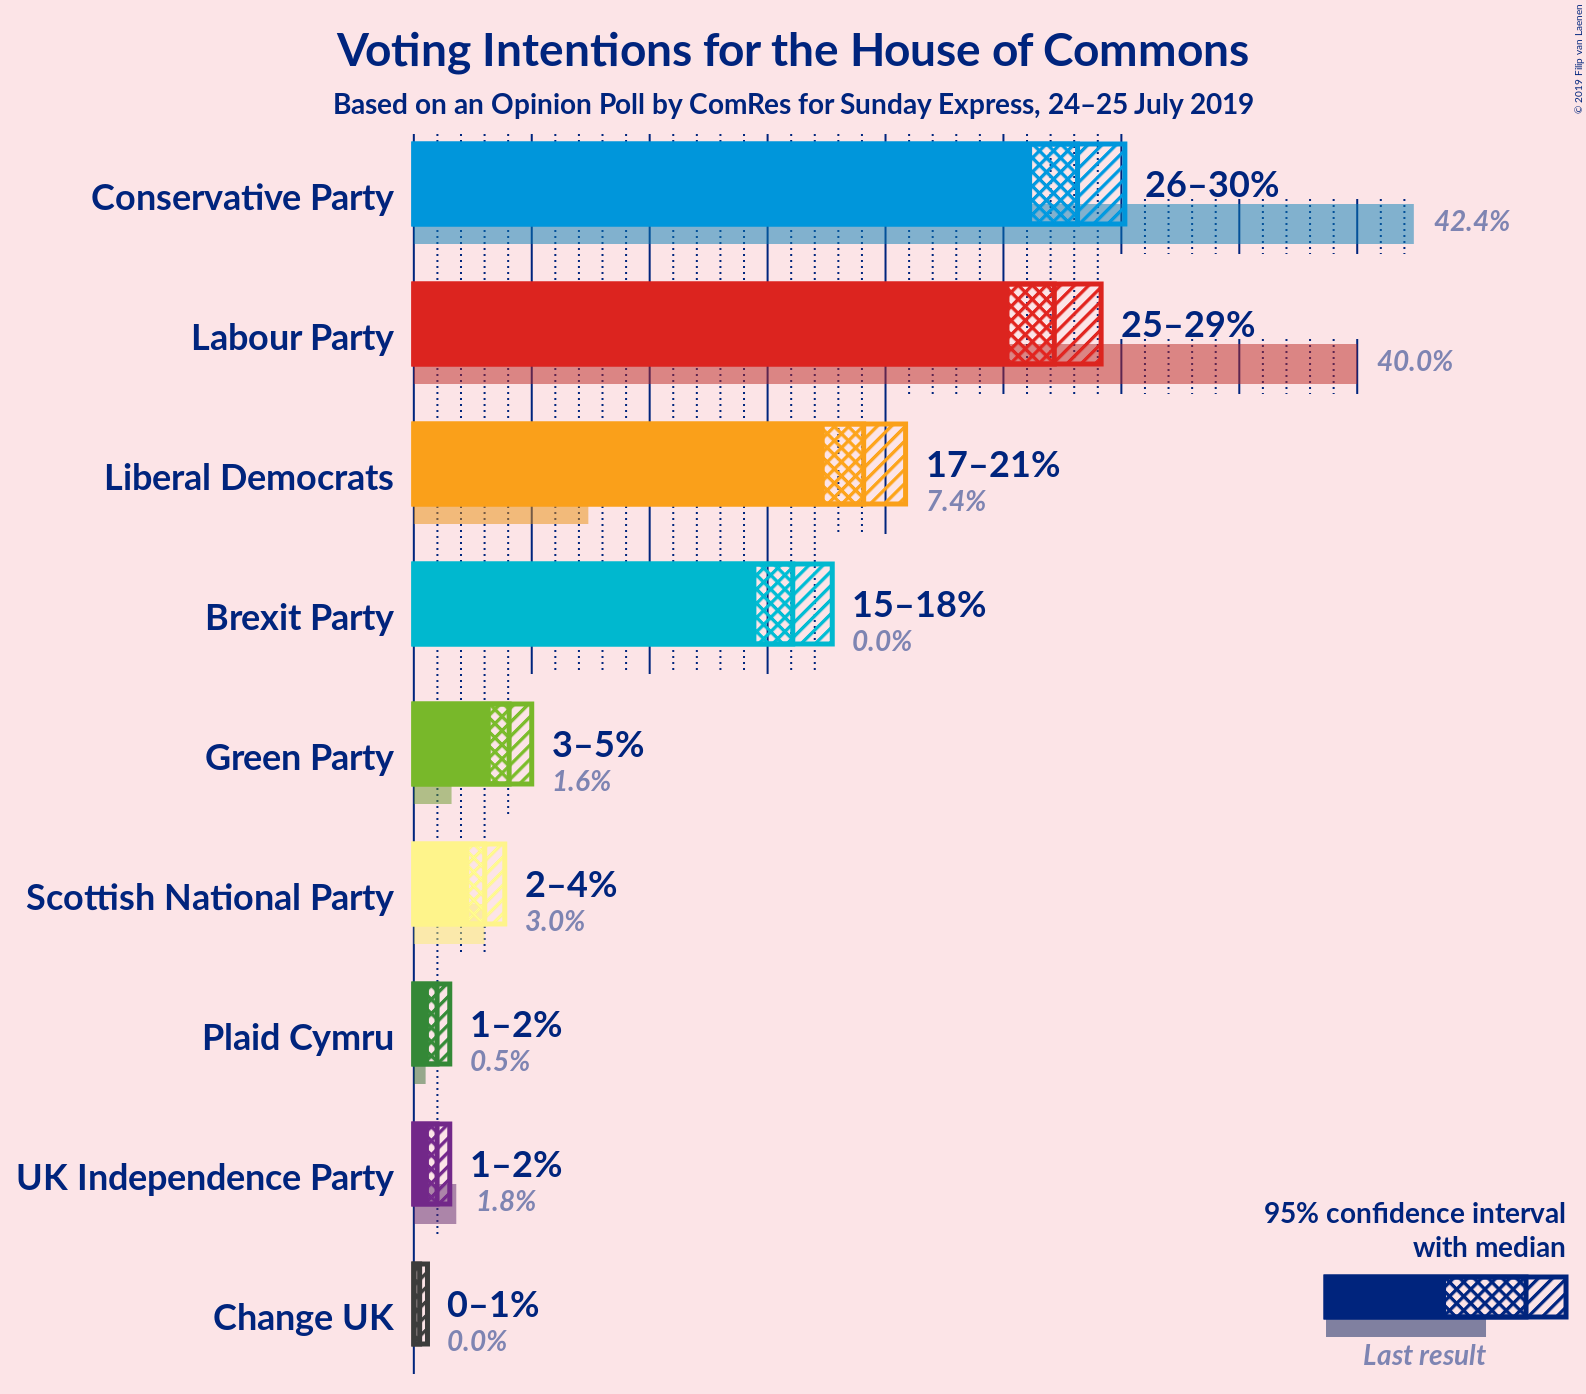 Voting Intentions for the House of Commons
Based on an Opinion Poll by ComRes for Sunday Express, 24–25 July 2019
© 2019 Filip van Laenen
Conservative Party
26–30%
42.4%
Labour Party
25–29%
40.0%
Liberal Democrats
17–21%
7.4%
Brexit Party
15–18%
0.0%
Green Party
3–5%
1.6%
Scottish National Party
2–4%
3.0%
Plaid Cymru
1–2%
0.5%
UK Independence Party
1–2%
1.8%
Change UK
0–1%
0.0%
95% confidence interval
with median
Last result